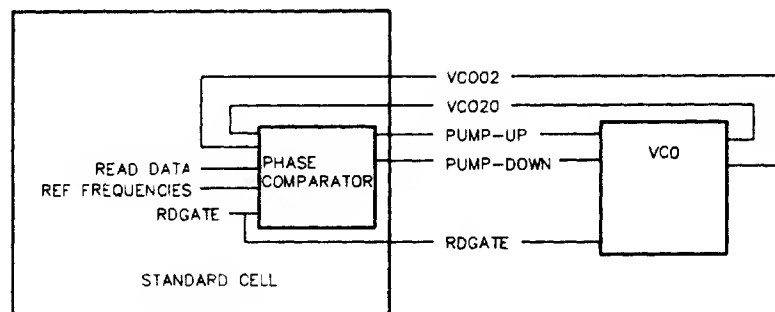 VCO02
VCO20
PUMP-UP
PHASE COMPARATOR
VCO
READ DATA
PUMP-DOWN
REF FREQUENCIES
RDGATE
RDGATE
STANDARD CELL